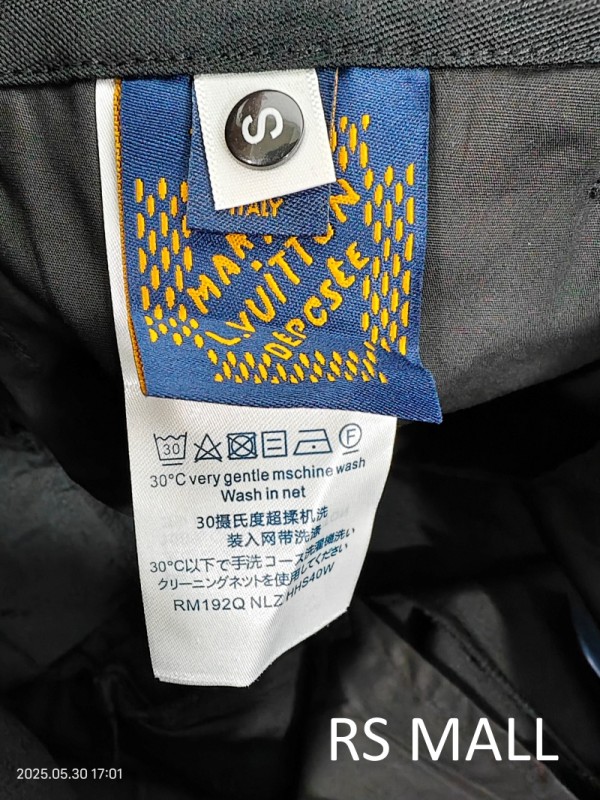 S
ITALY
MAR
L.VUITTON
DEPOSÉE
30
F
30°C very gentle mschine wash
Wash in net
30摄氏度超揉机洗
装入网带洗涤
30°C以下で手洗コース洗濯機洗い
クリーニングネットを使用してください
RM192Q NLZ HHS40W
RS MALL
2025.05.30 17:01